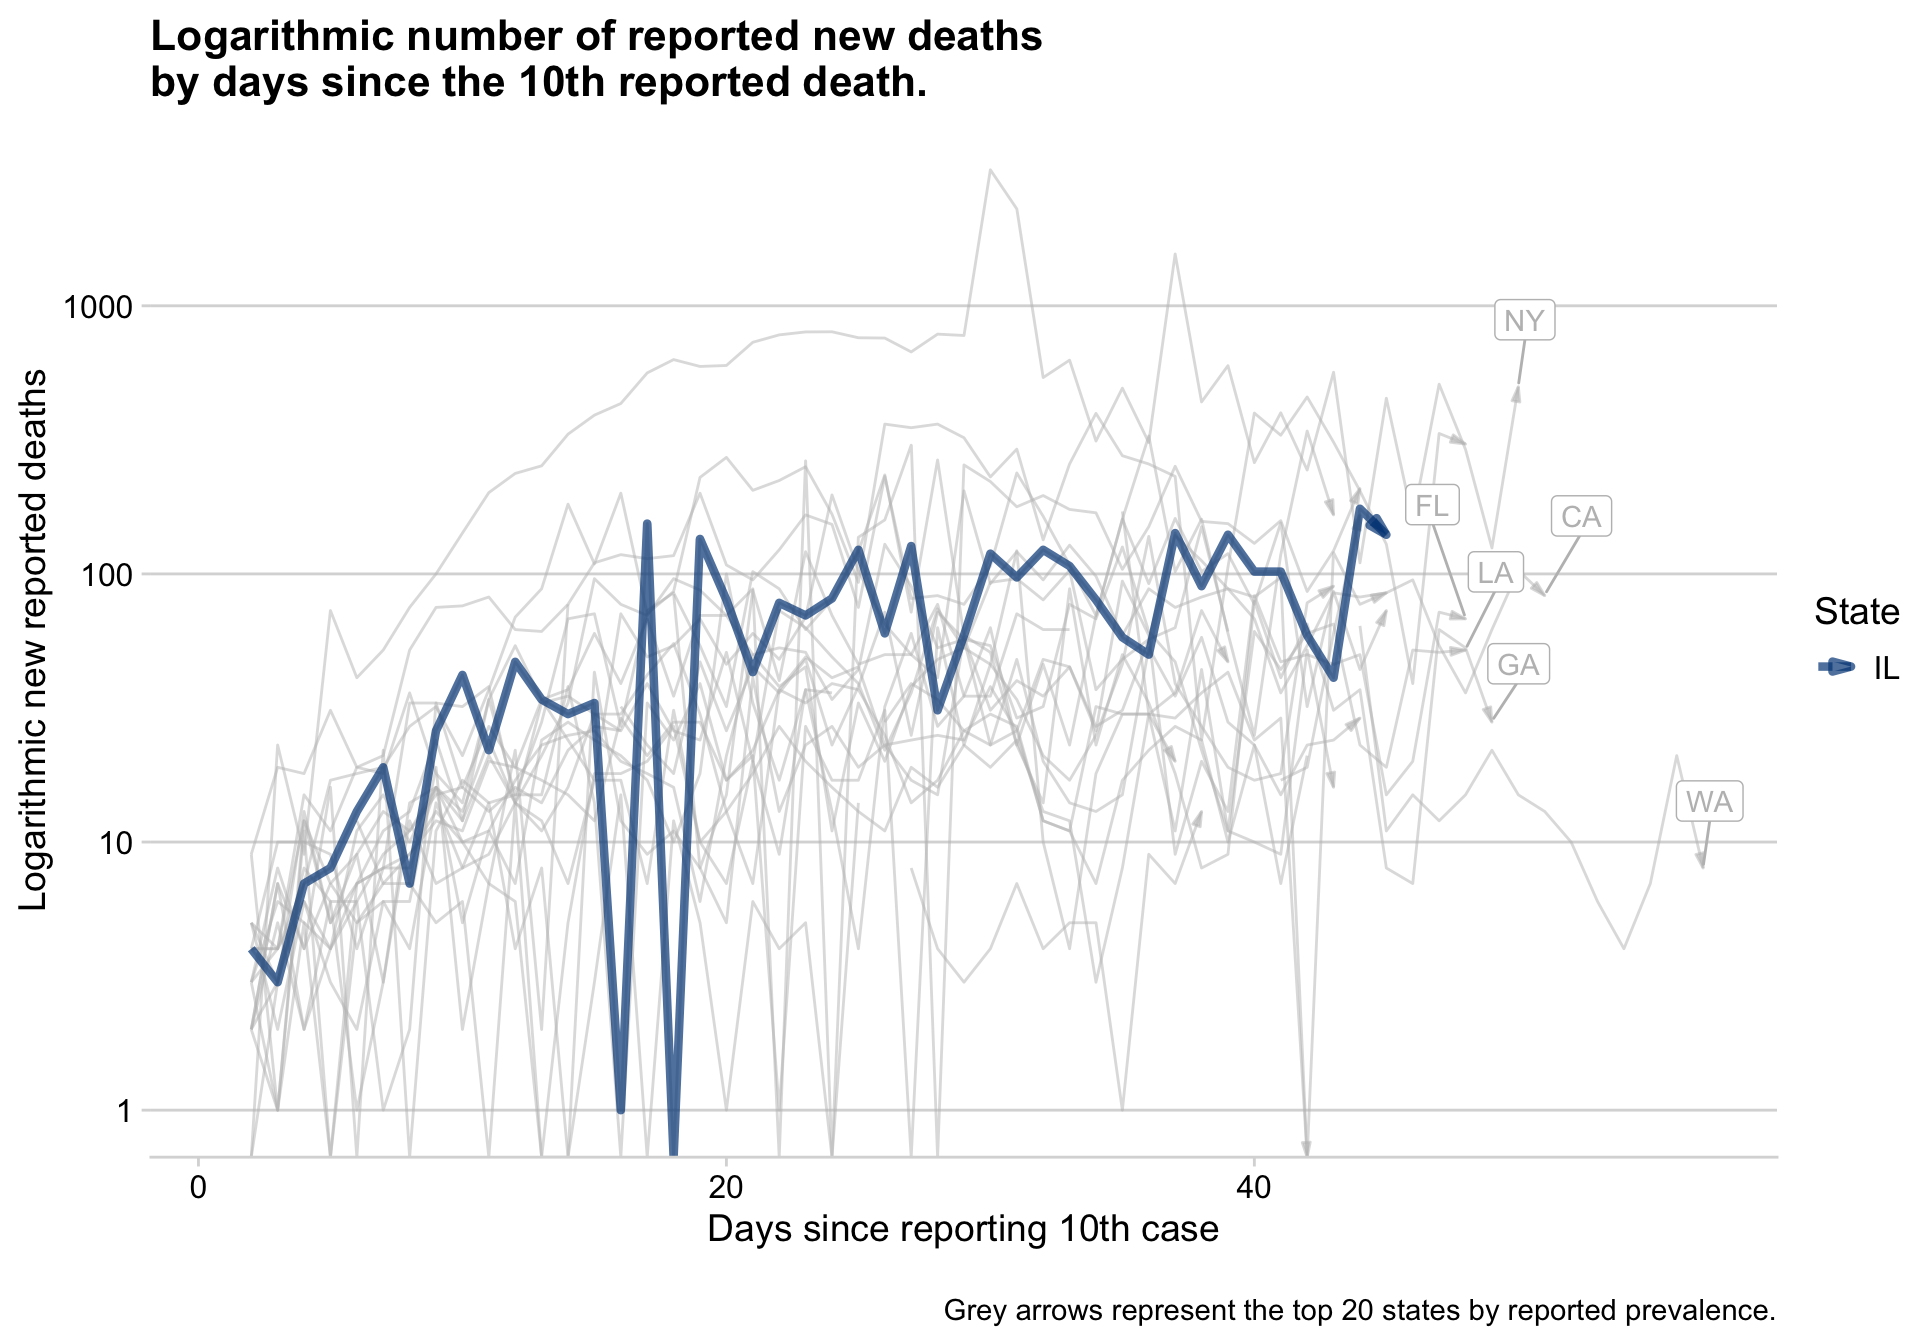 Logarithmic number of reported new deaths
by days since the 10th reported death.
Logarithmic new reported deaths
1000
100
10
1
NY
FL
CA
LA
GA
WA
State
IL
0
20
40
Days since reporting 10th case
Grey arrows represent the top 20 states by reported prevalence.